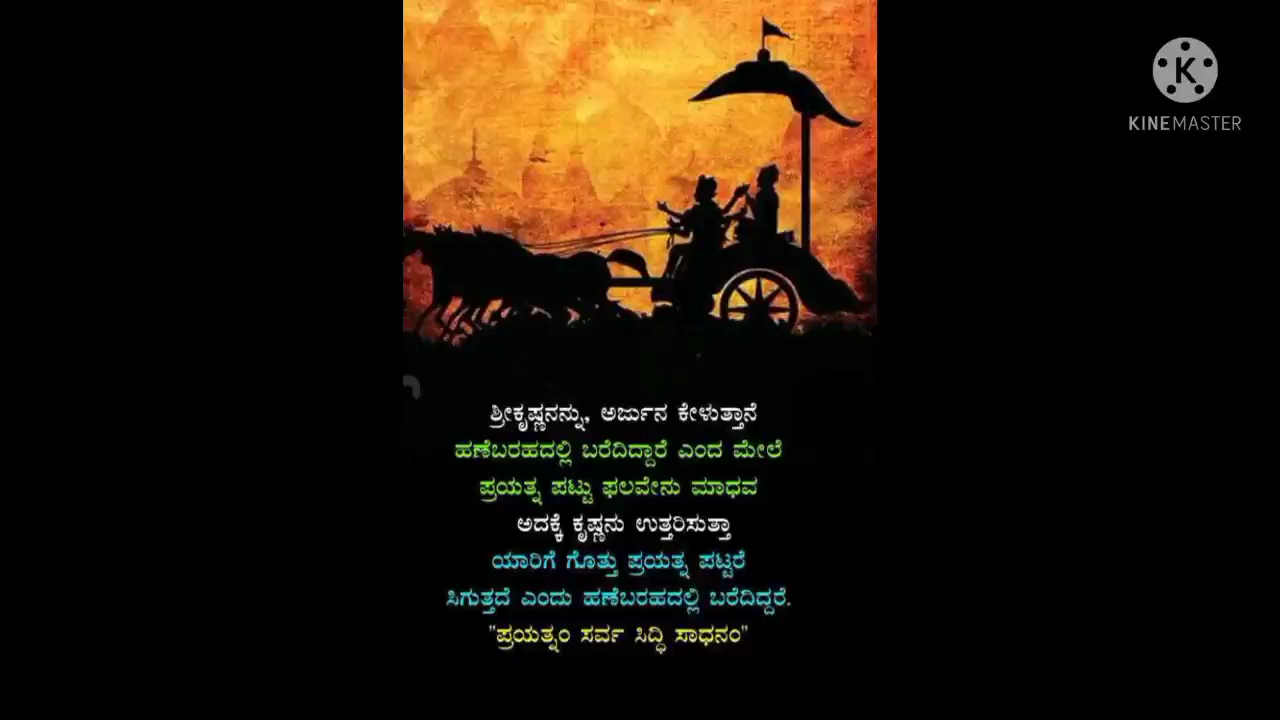 KINEMASTER
ಶ್ರೀಕೃಷ್ಣನನ್ನು, ಅರ್ಜುನ ಕೇಳುತ್ತಾನೆ
ಹಣೆಬರಹದಲ್ಲಿ ಬರೆದಿದ್ದಾರೆ ಎಂದ ಮೇಲೆ
ಪ್ರಯತ್ನ ಪಟ್ಟು ಫಲವೇನು ಮಾಧವ
ಅದಕ್ಕೆ ಕೃಷ್ಣನು ಉತ್ತರಿಸುತ್ತಾ
ಯಾರಿಗೆ ಗೊತ್ತು ಪ್ರಯತ್ನ ಪಟ್ಟರೆ
ಸಿಗುತ್ತದೆ ಎಂದು ಹಣೆಬರಹದಲ್ಲಿ ಬರೆದಿದ್ದರೆ.
"ಪ್ರಯತ್ನಂ ಸರ್ವ ಸಿದ್ಧಿ ಸಾಧನಂ"